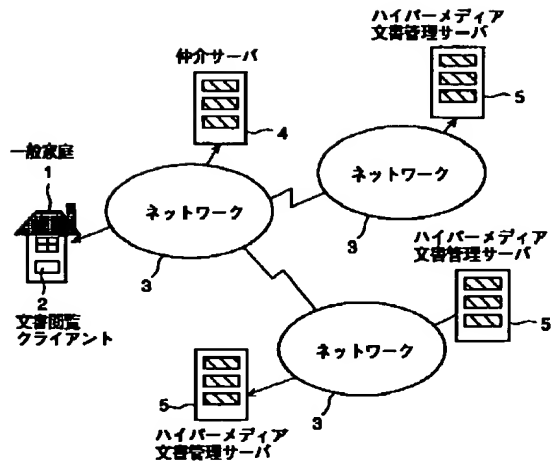 ハイパーメディア
文書管理サーバ
5
仲介サーバ
4
一般家庭
1
ネットワーク
3
ネットワーク
3
2
文書閲覧
クライアント
ハイパーメディア
文書管理サーバ
5
ネットワーク
3
5
ハイパーメディア
文書管理サーバ